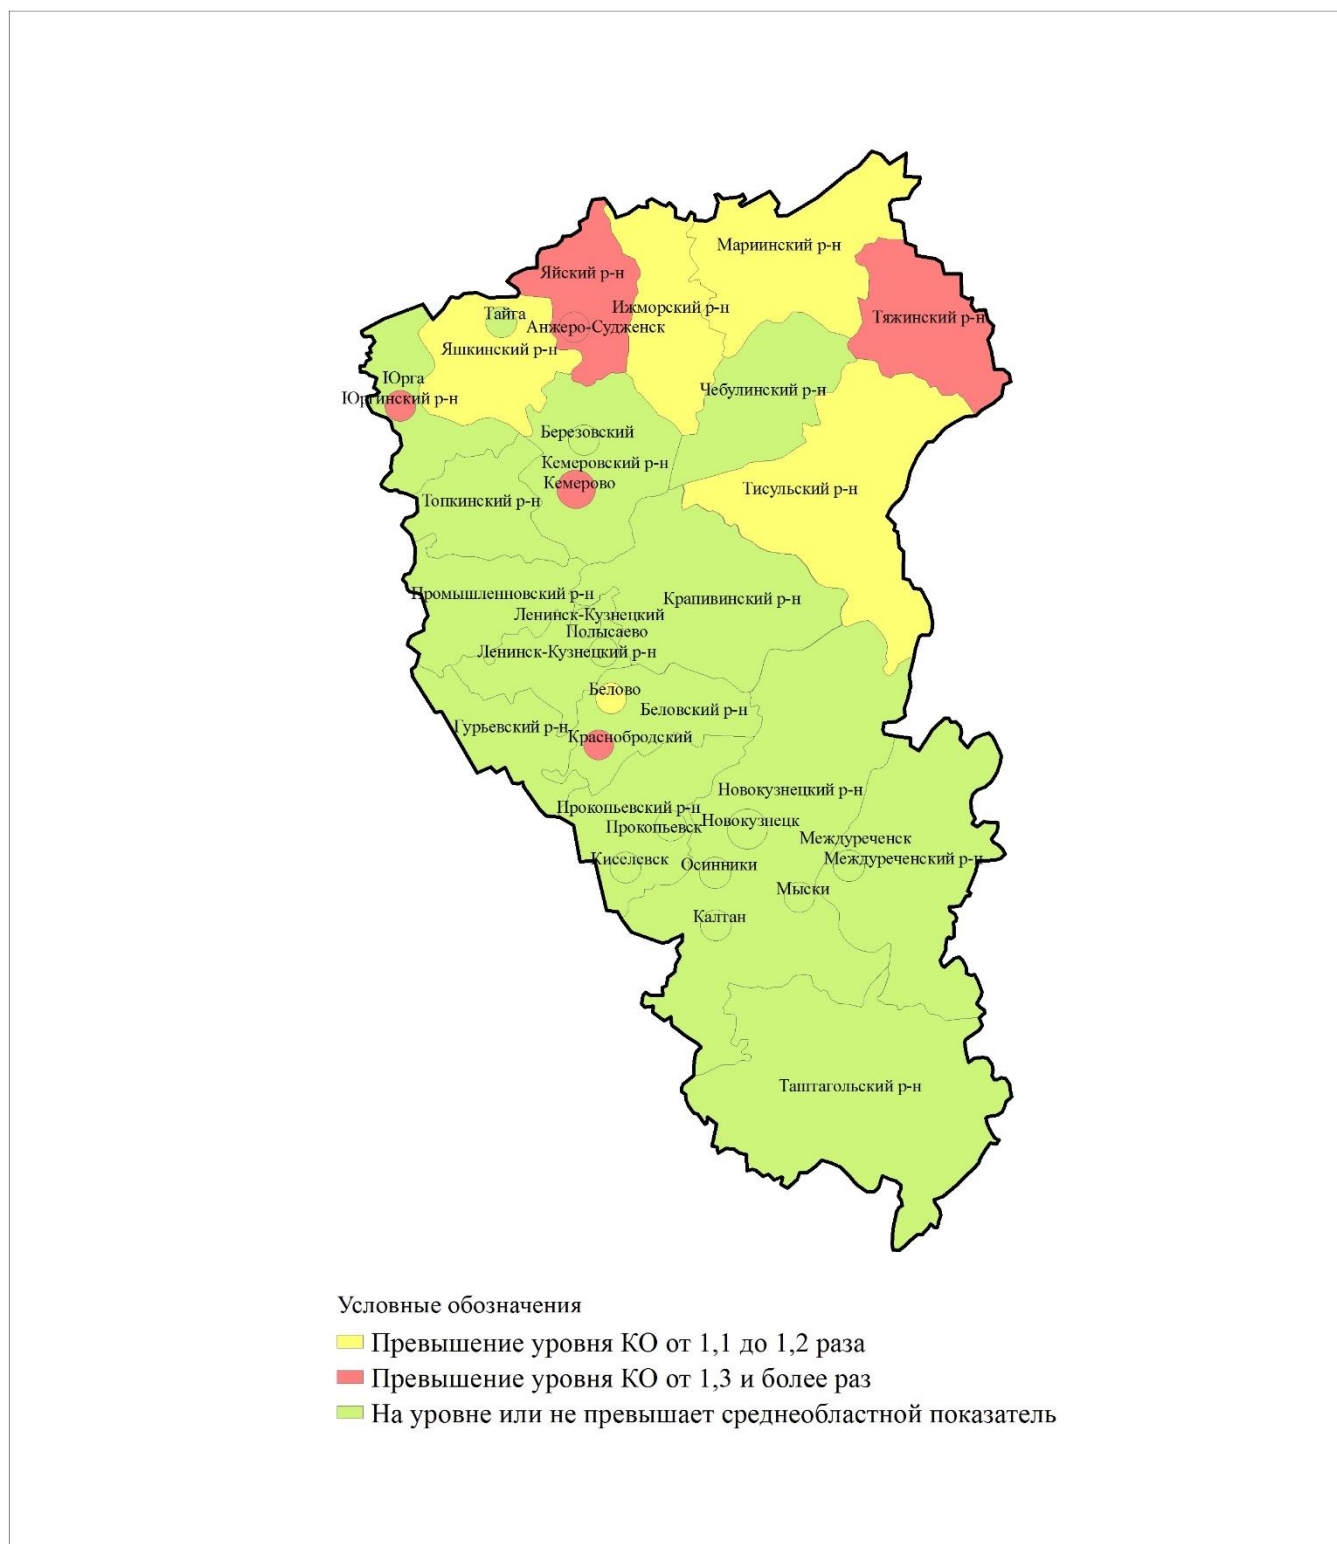 Мариинский р-н
Яйский р-н
Ижморский р-н
Тайга
Анжеро-Судженск
Тяжинский р-н
Яшкинский р-н
Юрга
Чебулинский р-н
Юргинский р-н
Березовский
Кемеровский р-н
Кемерово
Тисульский р-н
Топкинский р-н
Промышленновский р-н
Крапивинский р-н
Ленинск-Кузнецкий
Полысаево
Ленинск-Кузнецкий р-н
Белово
Беловский р-н
Гурьевский р-н
Краснобродский
Новокузнецкий р-н
Прокопьевский р-н
Новокузнецк
Прокопьевск
Междуреченск
Киселевск
Осинники
Междуреченский р-н
Мыски
Калтан
Таштагольский р-н
Условные обозначения
Превышение уровня КО от 1,1 до 1,2 раза
Превышение уровня КО от 1,3 и более раз
На уровне или не превышает среднеобластной показатель